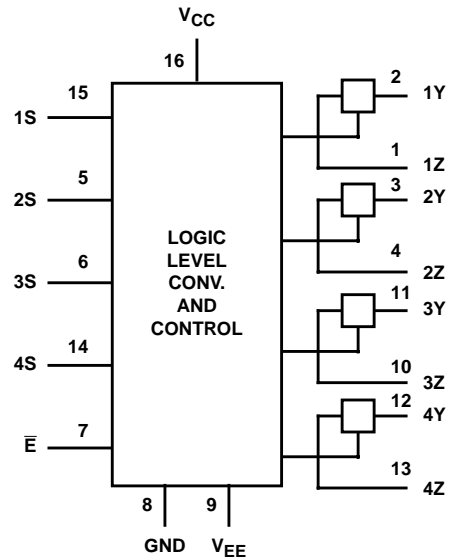 VCC
16
15
1S
5
2S
6
3S
14
4S
7
E̅
LOGIC
LEVEL
CONV.
AND
CONTROL
2
1Y
1
1Z
3
2Y
4
2Z
11
3Y
10
3Z
12
4Y
13
4Z
8
9
GND
VEE